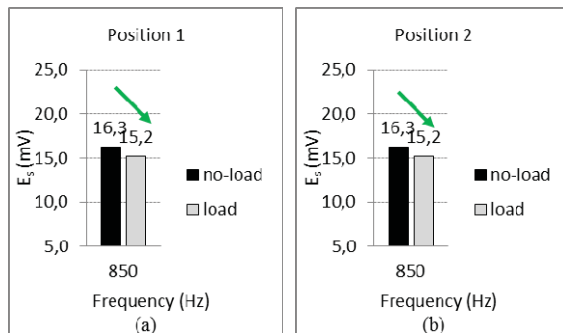 Position 1
25,0
20,0
16,3
15,2
15,0
10,0
5,0
Es (mV)
no-load
load
850
Frequency (Hz)
(a)
Position 2
25,0
20,0
16,3
15,2
15,0
10,0
5,0
Es (mV)
no-load
load
850
Frequency (Hz)
(b)